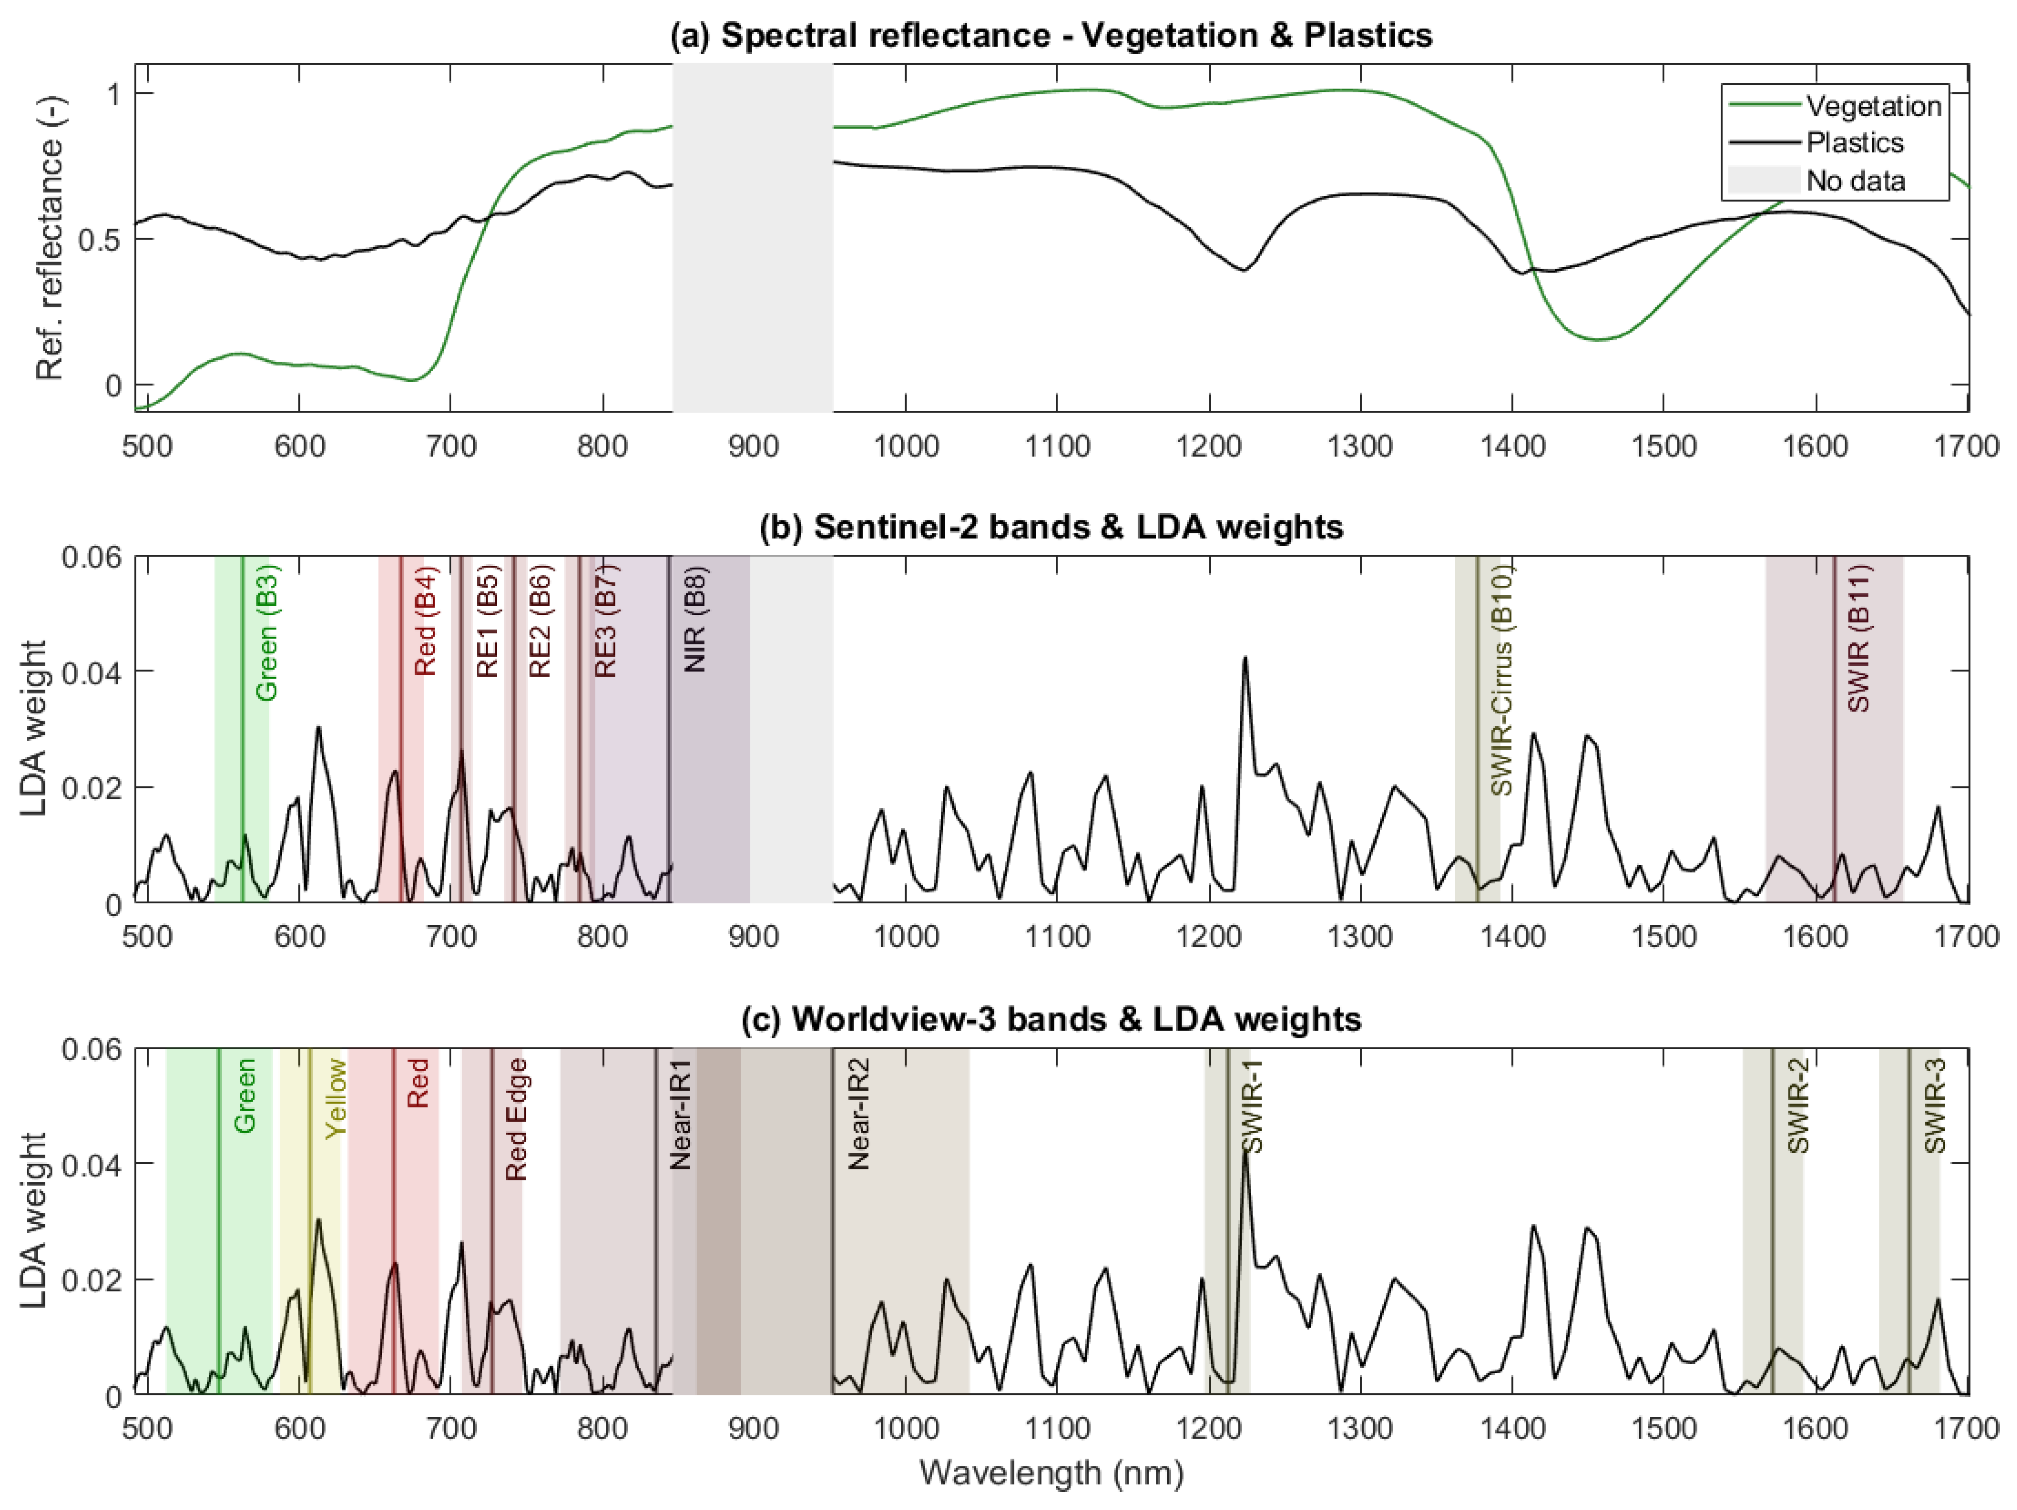 (a) Spectral reflectance - Vegetation & Plastics
Ref. reflectance (-)
1
0.5
0
Vegetation
Plastics
No data
500 600 700 800 900 1000 1100 1200 1300 1400 1500 1600 1700
(b) Sentinel-2 bands & LDA weights
LDA weight
0.06
0.04
0.02
0
Green (B3)
Red (B4)
RE1 (B5)
RE2 (B6)
RE3 (B7)
NIR (B8)
SWIR-Cirrus (B10)
SWIR (B11)
500 600 700 800 900 1000 1100 1200 1300 1400 1500 1600 1700
(c) Worldview-3 bands & LDA weights
LDA weight
0.06
0.04
0.02
0
Green
Yellow
Red
Red Edge
Near-IR1
Near-IR2
SWIR-1
SWIR-2
SWIR-3
500 600 700 800 900 1000 1100 1200 1300 1400 1500 1600 1700
Wavelength (nm)